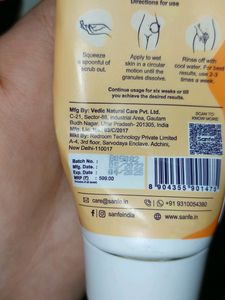 Directions for use
Squeeze
a spoonful of
scrub out.
Apply to wet
skin in a circular
motion until the
granules dissolve.
Rinse off
with cool water.
For best
results, use 2-3
times a week.
Continue usage for six weeks or till
you achieve the desired results.
Mfg By: Vedic Natural Care Pvt. Ltd.
C-21, Sector-88, Industrial Area, Gautam
Budh Nagar, Uttar Pradesh- 201305, India
Mfg. Lic. No.
Mkt By: Redroom Technology Private Limited
A-4, 3rd floor, Sarvodaya Enclave, Adchini,
New Delhi-110017
SCAN TO
KNOW MORE
Batch No. :
Mfg. Date :
Exp. Date :
MRP (₹) : 599.00
8 904355 901470
care@sanfe.in
www.sanfe.in
sanfeindia
+91 9310054380